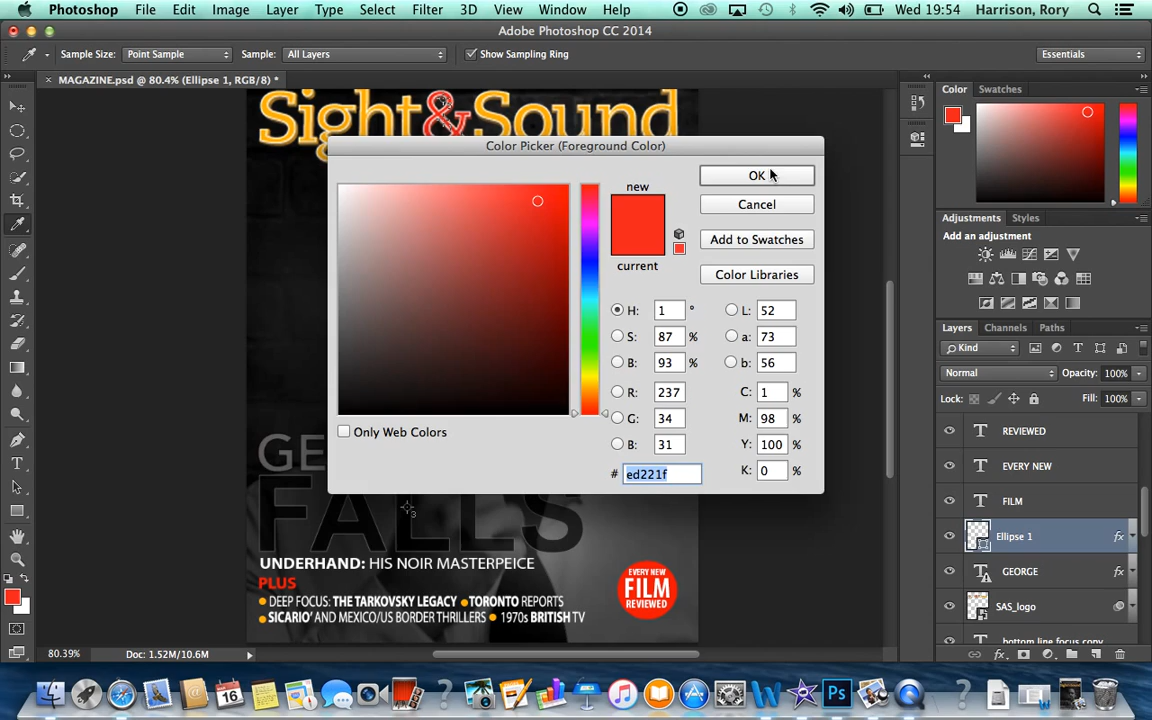 Photoshop File Edit Image Layer Type Select Filter 3D View Window Help Wed 19:54 Harrison, Rory
Adobe Photoshop CC 2014
Sample Size: Point Sample Sample: All Layers Show Sampling Ring Essentials
MAGAZINE.psd @ 80.4% (Ellipse 1, RGB/8) *
Color Swatches
Sight&Sound
Color Picker (Foreground Color)
new
OK
Cancel
Add to Swatches
current
Color Libraries
H: 1 ° L: 52
S: 87 % a: 73
B: 93 % b: 56
R: 237 C: 1 %
G: 34 M: 98 %
B: 31 Y: 100 %
# ed221f K: 0 %
Only Web Colors
Adjustments Styles
Add an adjustment
Layers Channels Paths
Kind
Normal Opacity: 100%
Lock: Fill: 100%
REVIEWED
EVERY NEW
FILM
Ellipse 1 fx
GEORGE fx
SAS_logo
bottom line focus copy
GE
FALLS
UNDERHAND: HIS NOIR MASTERPEICE
PLUS
DEEP FOCUS: THE TARKOVSKY LEGACY TORONTO REPORTS
SICARIO' AND MEXICO/US BORDER THRILLERS 1970s BRITISH TV
EVERY NEW
FILM
REVIEWED
80.39% Doc: 1.52M/10.6M